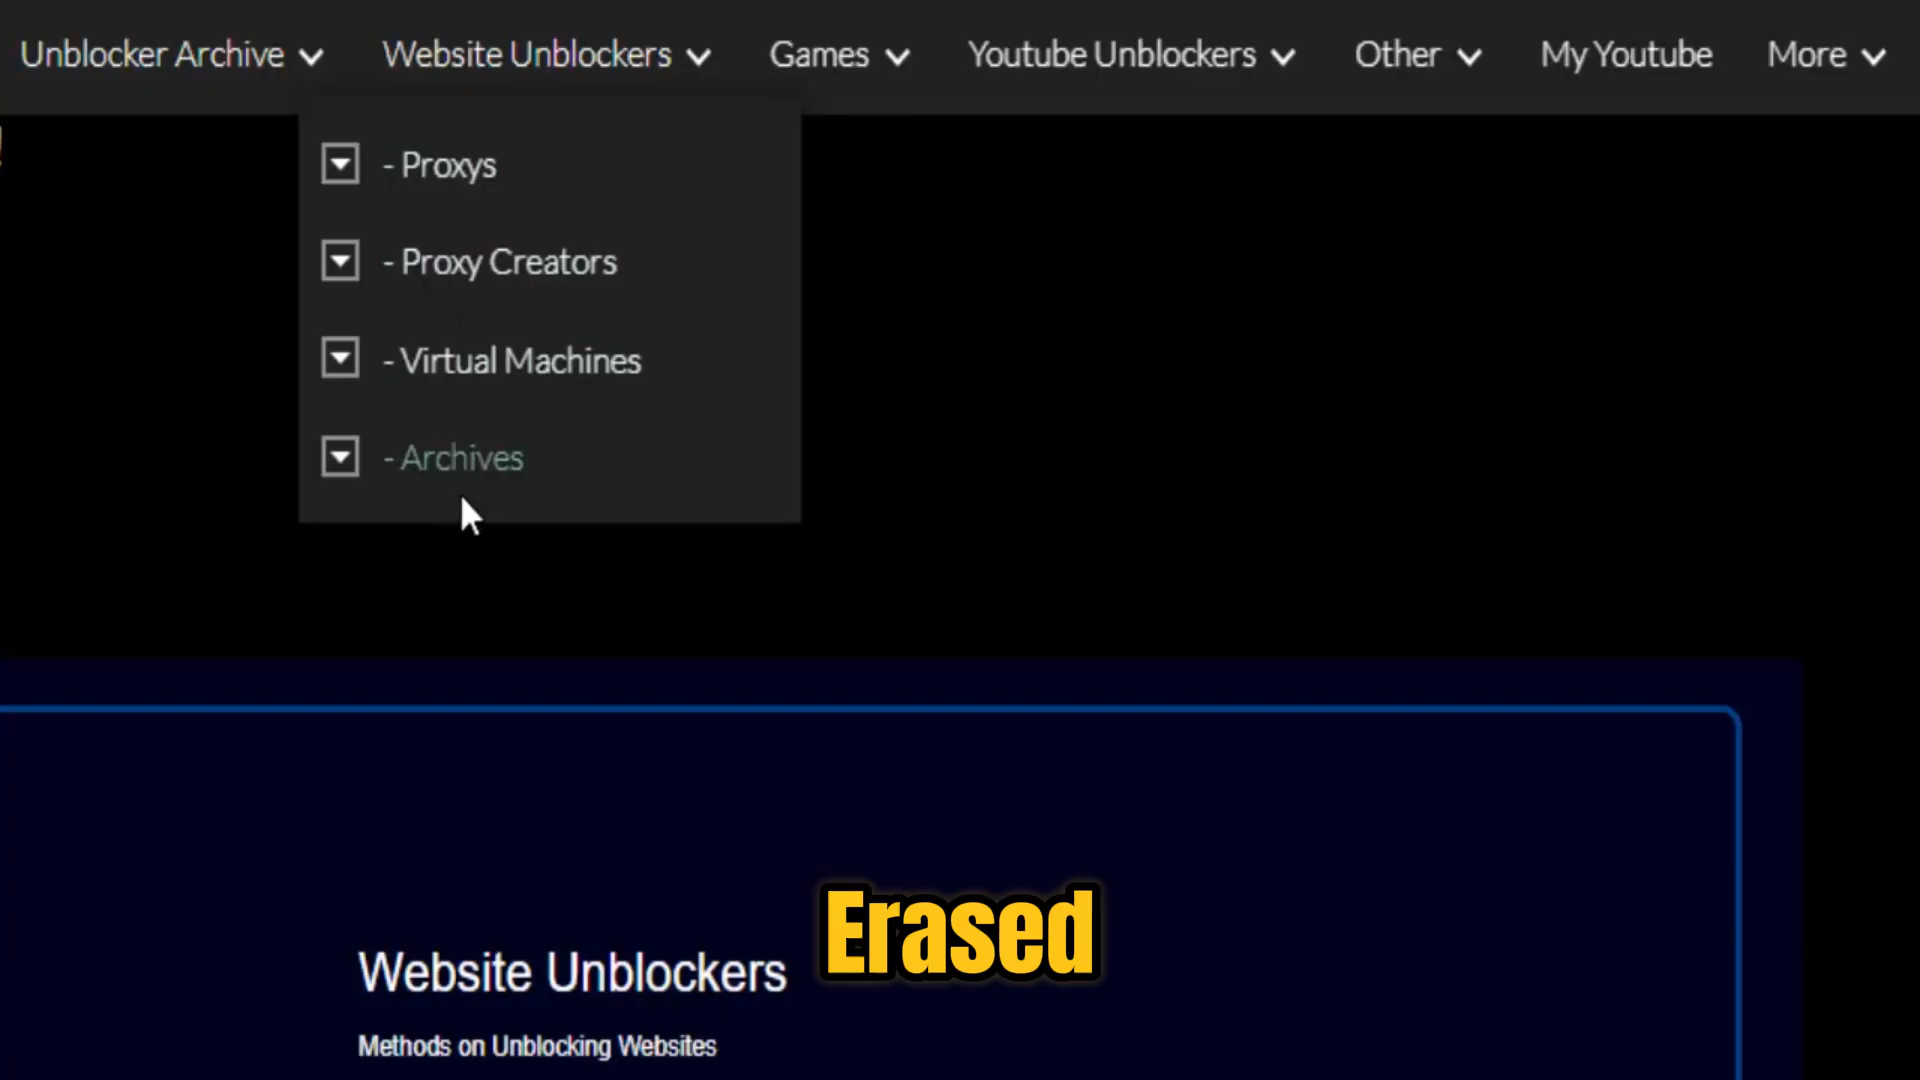 Unblocker Archive Website Unblockers Games Youtube Unblockers Other My Youtube More
- Proxys
- Proxy Creators
- Virtual Machines
- Archives
Erased
Website Unblockers
Methods on Unblocking Websites